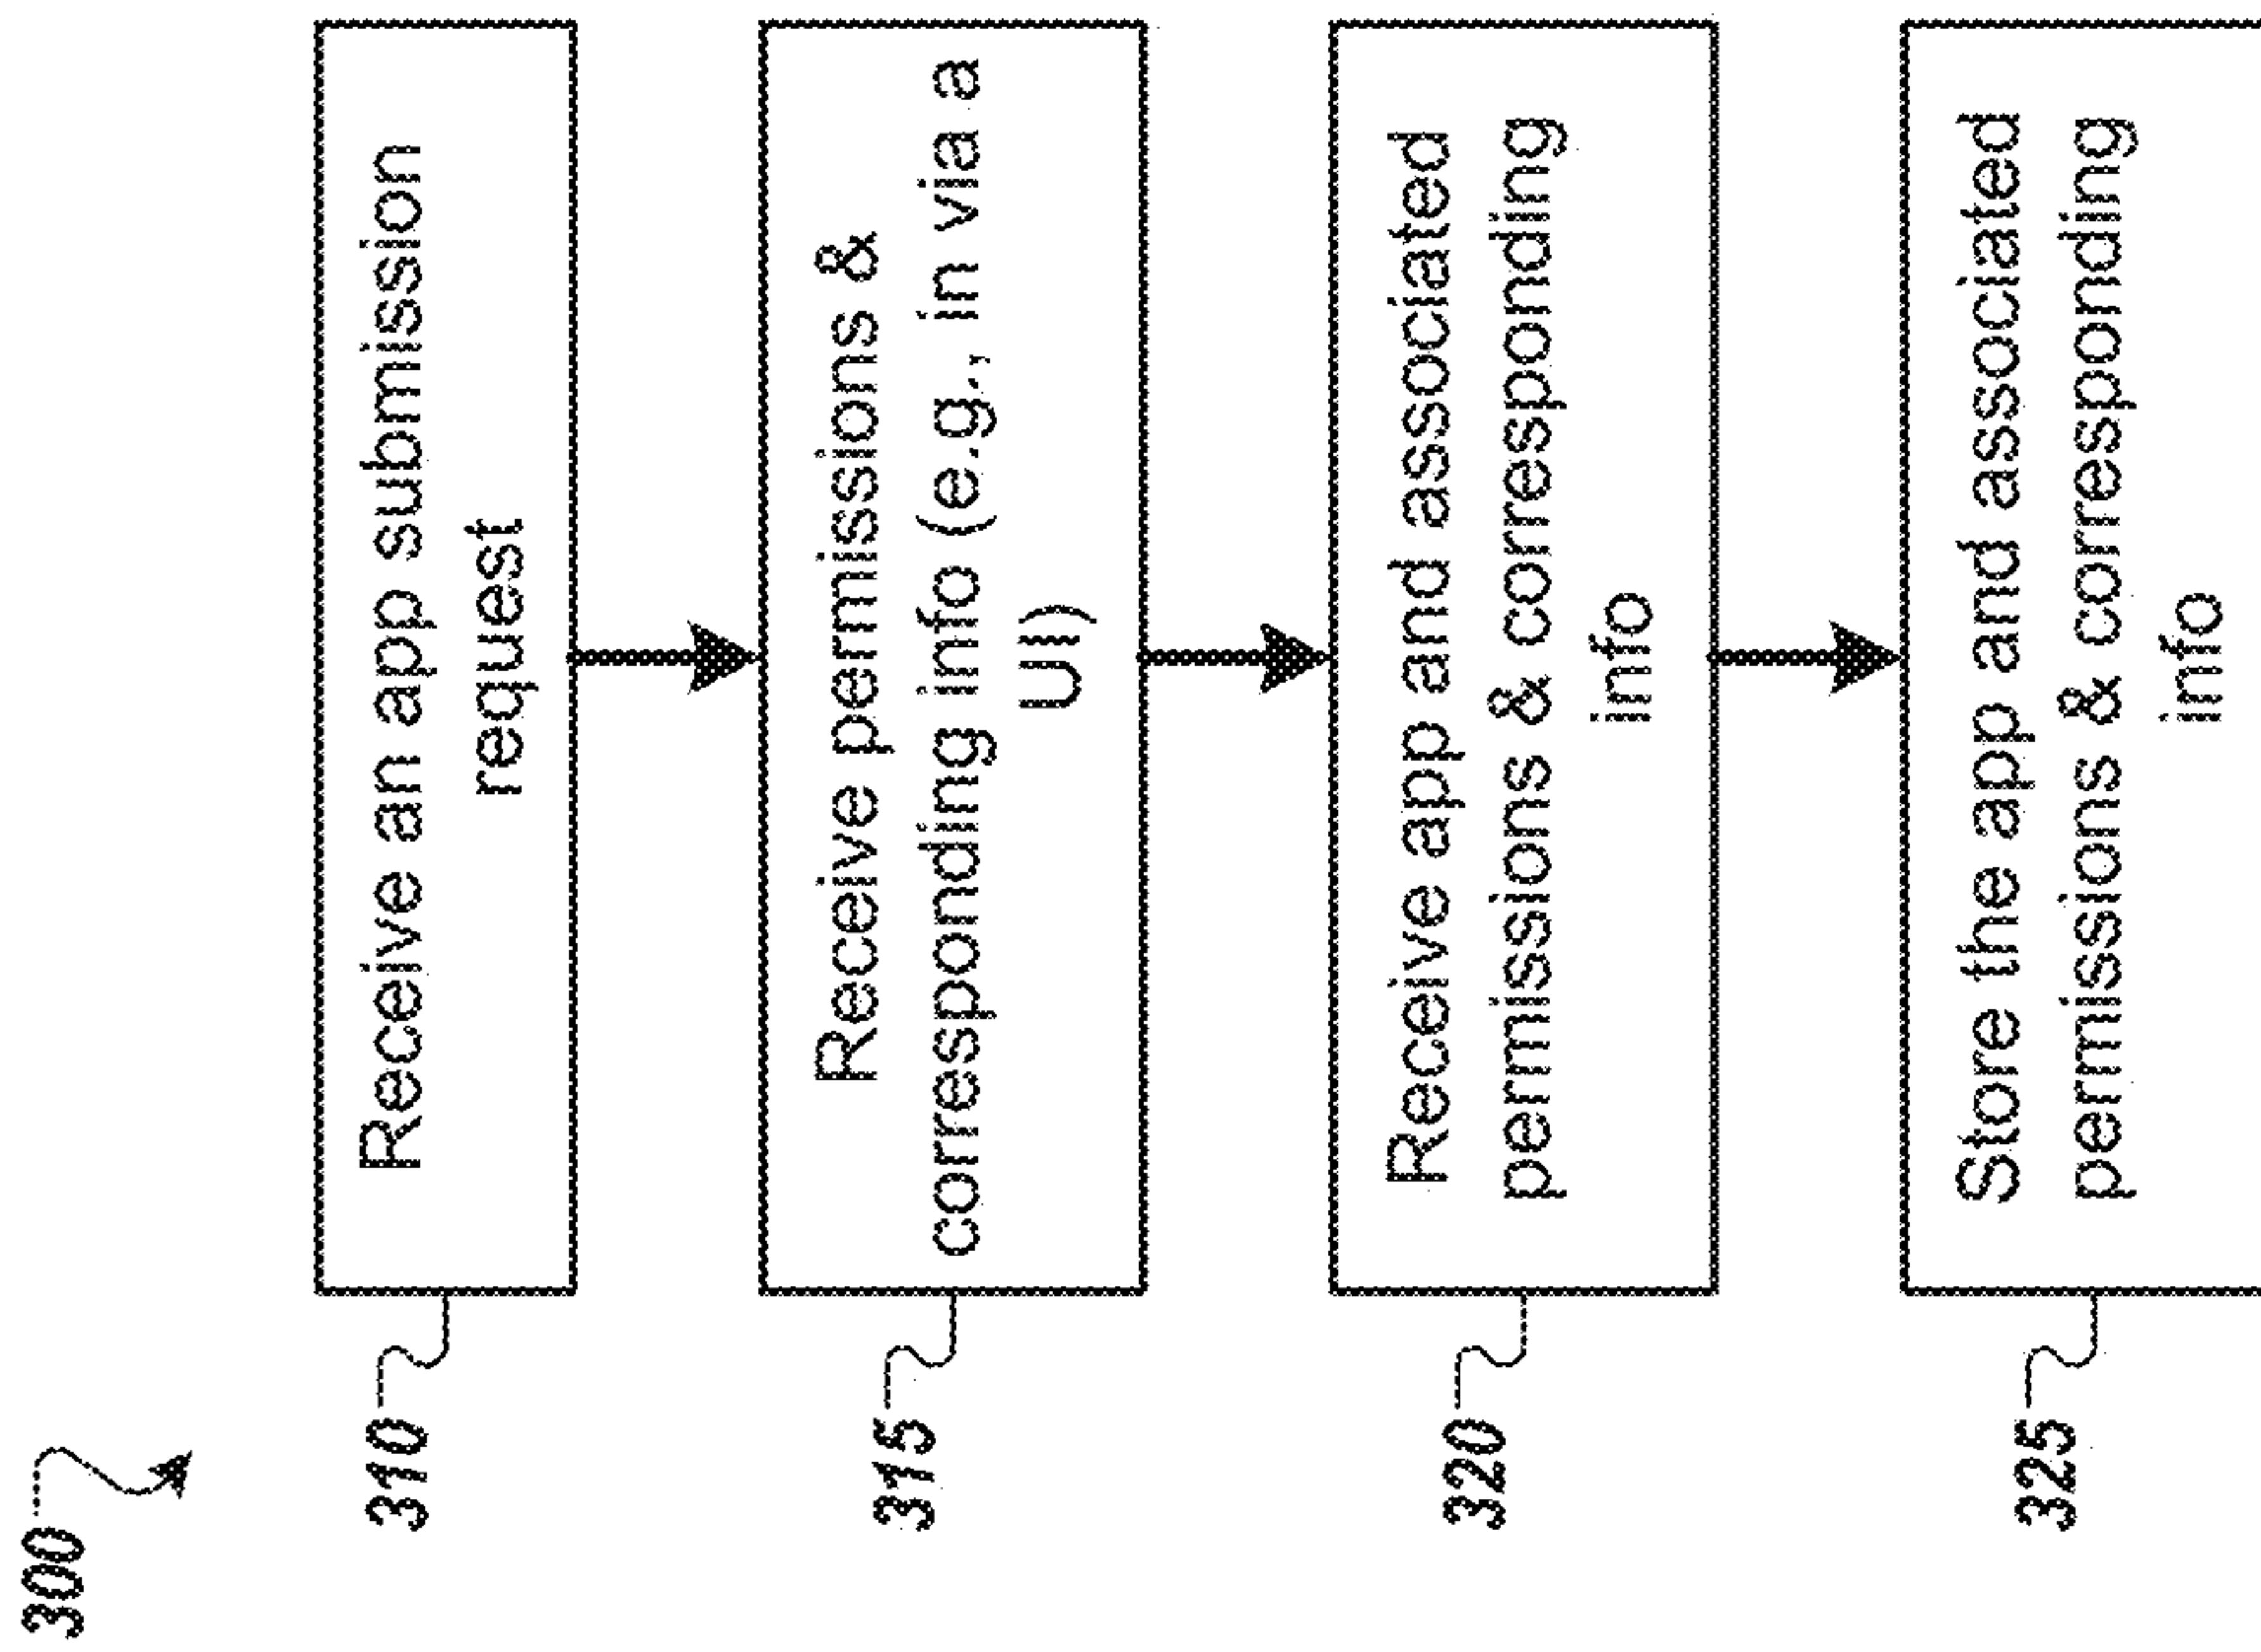 300
310
Receive an app submission
request
315
Receive permissions &
corresponding info (e.g., in via a
UI)
320
Receive app and associated
permissions & corresponding
info
325
Store the app and associated
permissions & corresponding
info